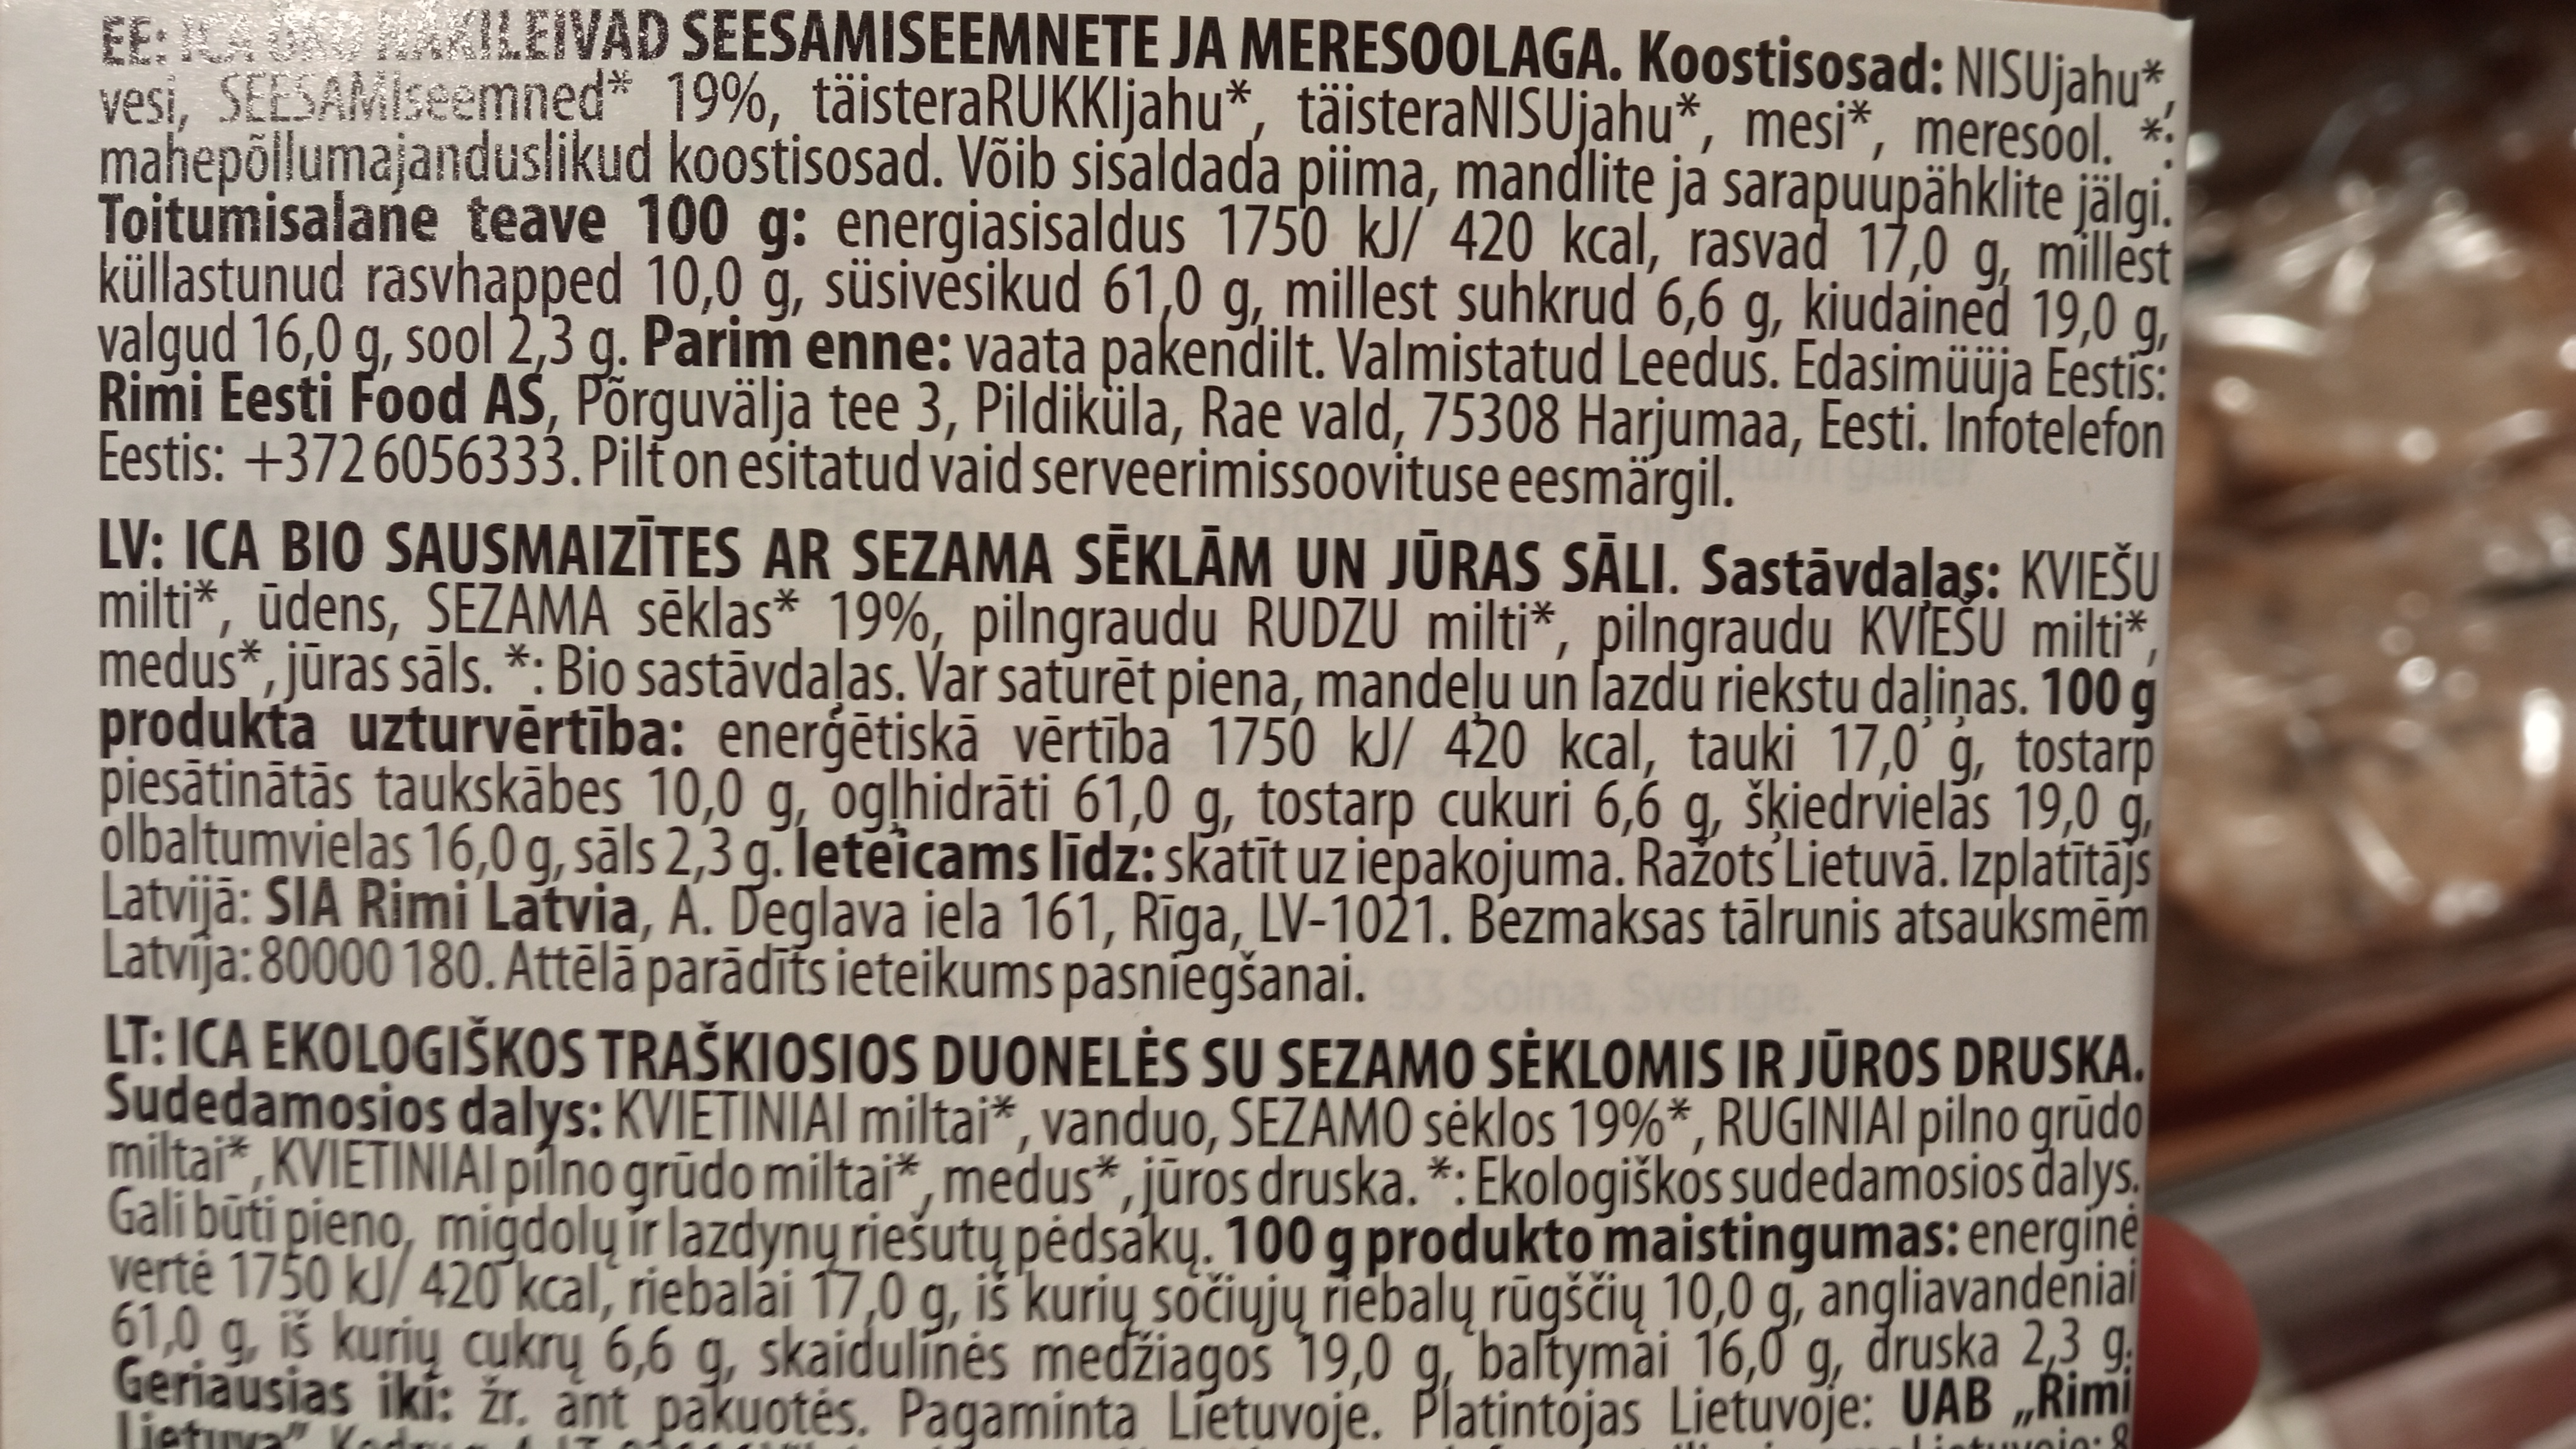 EE: ICA ÖKO NÄKILEIVAD SEESAMISEEMNETE JA MERESOOLAGA. Koostisosad: NISUjahu*,
vesi, SEESAMIseemned* 19%, täisteraRUKKIjahu*, täisteraNISUjahu*, mesi*, meresool. *:
mahepõllumajanduslikud koostisosad. Võib sisaldada piima, mandlite ja sarapuupähklite jälgi.
Toitumisalane teave 100 g: energiasisaldus 1750 kJ/ 420 kcal, rasvad 17,0 g, millest
küllastunud rasvhapped 10,0 g, süsivesikud 61,0 g, millest suhkrud 6,6 g, kiudained 19,0 g,
valgud 16,0 g, sool 2,3 g. Parim enne: vaata pakendilt. Valmistatud Leedus. Edasimüüja Eestis:
Rimi Eesti Food AS, Põrguvälja tee 3, Pildiküla, Rae vald, 75308 Harjumaa, Eesti. Infotelefon
Eestis: +372 6056333. Pilt on esitatud vaid serveerimissoovituse eesmärgil.
LV: ICA BIO SAUSMAIZĪTES AR SEZAMA SĒKLĀM UN JŪRAS SĀLI. Sastāvdaļas: KVIEŠU
milti*, ūdens, SEZAMA sēklas* 19%, pilngraudu RUDZU milti*, pilngraudu KVIEŠU milti*,
medus*, jūras sāls. *: Bio sastāvdaļas. Var saturēt piena, mandeļu un lazdu riekstu daļiņas. 100 g
produkta uzturvērtība: enerģētiskā vērtība 1750 kJ/ 420 kcal, tauki 17,0 g, tostarp
piesātinātās taukskābes 10,0 g, ogļhidrāti 61,0 g, tostarp cukuri 6,6 g, šķiedrvielas 19,0 g,
olbaltumvielas 16,0 g, sāls 2,3 g. Ieteicams līdz: skatīt uz iepakojuma. Ražots Lietuvā. Izplatītājs
Latvijā: SIA Rimi Latvia, A. Deglava iela 161, Rīga, LV-1021. Bezmaksas tālrunis atsauksmēm
Latvijā: 80000 180. Attēlā parādīts ieteikums pasniegšanai.
93 Solna, Sverige.
LT: ICA EKOLOGIŠKOS TRAŠKIOSIOS DUONELĖS SU SEZAMO SĖKLOMIS IR JŪROS DRUSKA.
Sudedamosios dalys: KVIETINIAI miltai*, vanduo, SEZAMO sėklos 19%*, RUGINIAI pilno grūdo
miltai*, KVIETINIAI pilno grūdo miltai*, medus*, jūros druska. *: Ekologiškos sudedamosios dalys.
Gali būti pieno, migdolų ir lazdynų riešutų pėdsakų. 100 g produkto maistingumas: energinė
vertė 1750 kJ/ 420 kcal, riebalai 17,0 g, iš kurių sočiųjų riebalų rūgščių 10,0 g, angliavandeniai
61,0 g, iš kurių cukrų 6,6 g, skaidulinės medžiagos 19,0 g, baltymai 16,0 g, druska 2,3 g.
Geriausias iki: žr. ant pakuotės. Pagaminta Lietuvoje. Platintojas Lietuvoje: UAB „Rimi
Lietuva"